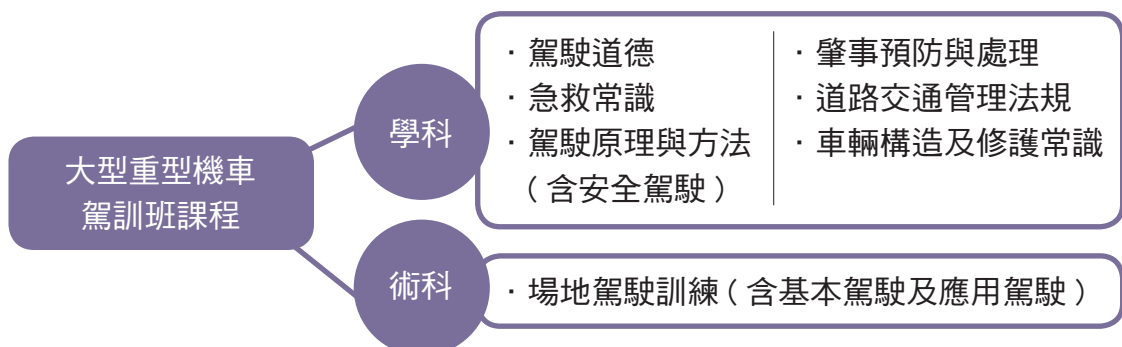 大型重型機車
駕訓班課程
學科
・駕駛道德
・急救常識
・駕駛原理與方法
（含安全駕駛）
・肇事預防與處理
・道路交通管理法規
・車輛構造及修護常識
術科
・場地駕駛訓練（含基本駕駛及應用駕駛）